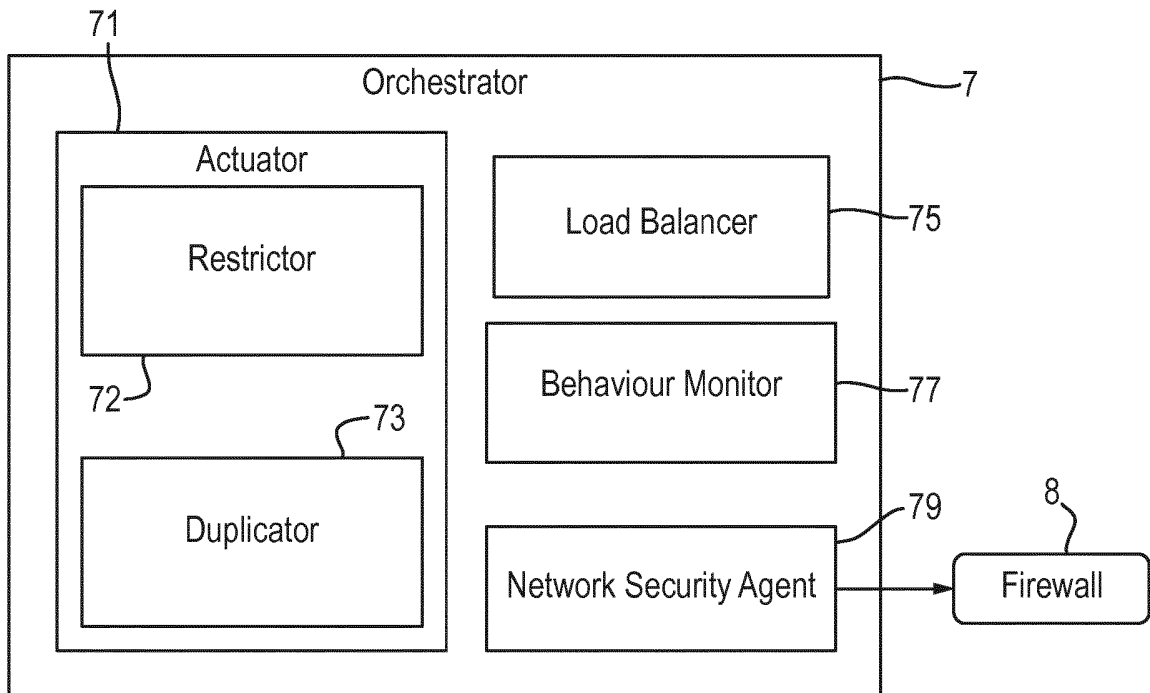 71
Orchestrator
7
Actuator
Restrictor
Load Balancer
75
72
Behaviour Monitor
77
73
Duplicator
79
8
Network Security Agent
Firewall